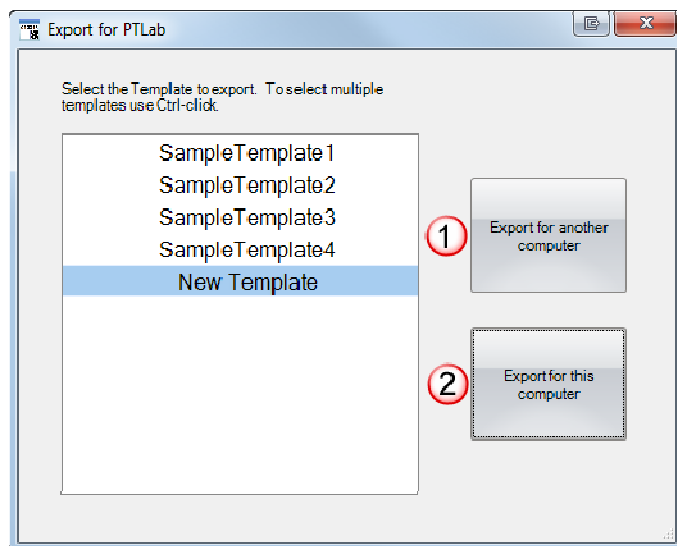 Export for PTLab
Select the Template to export. To select multiple
templates use Ctrl-click.
SampleTemplate1
SampleTemplate2
SampleTemplate3
SampleTemplate4
New Template
1
Export for another
computer
2
Export for this
computer